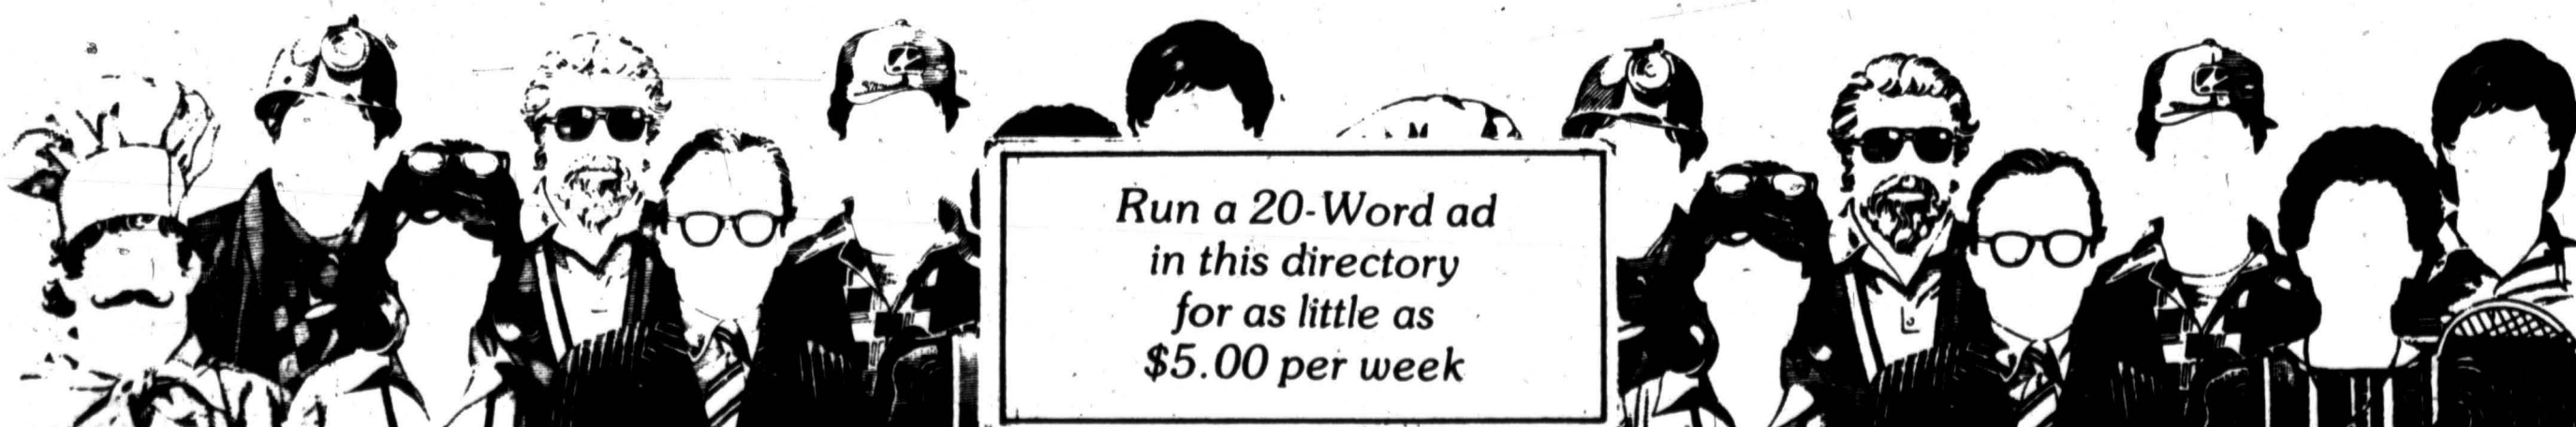 Run a 20-Word ad
in this directory
for as little as
$5.00 per week